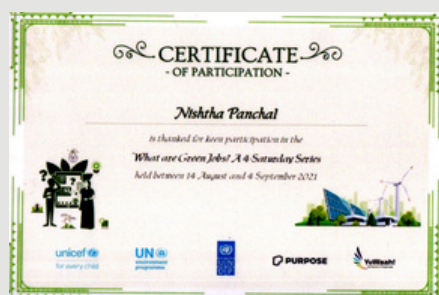 CERTIFICATE
- OF PARTICIPATION -
Nishtha Panchal
is thanked for keen participation in the
What are Green Jobs? A 4-Saturday Series
held between 14 August and 4 September 2021
unicef
for every child
UN
environment
programme
PURPOSE
YuWaah!